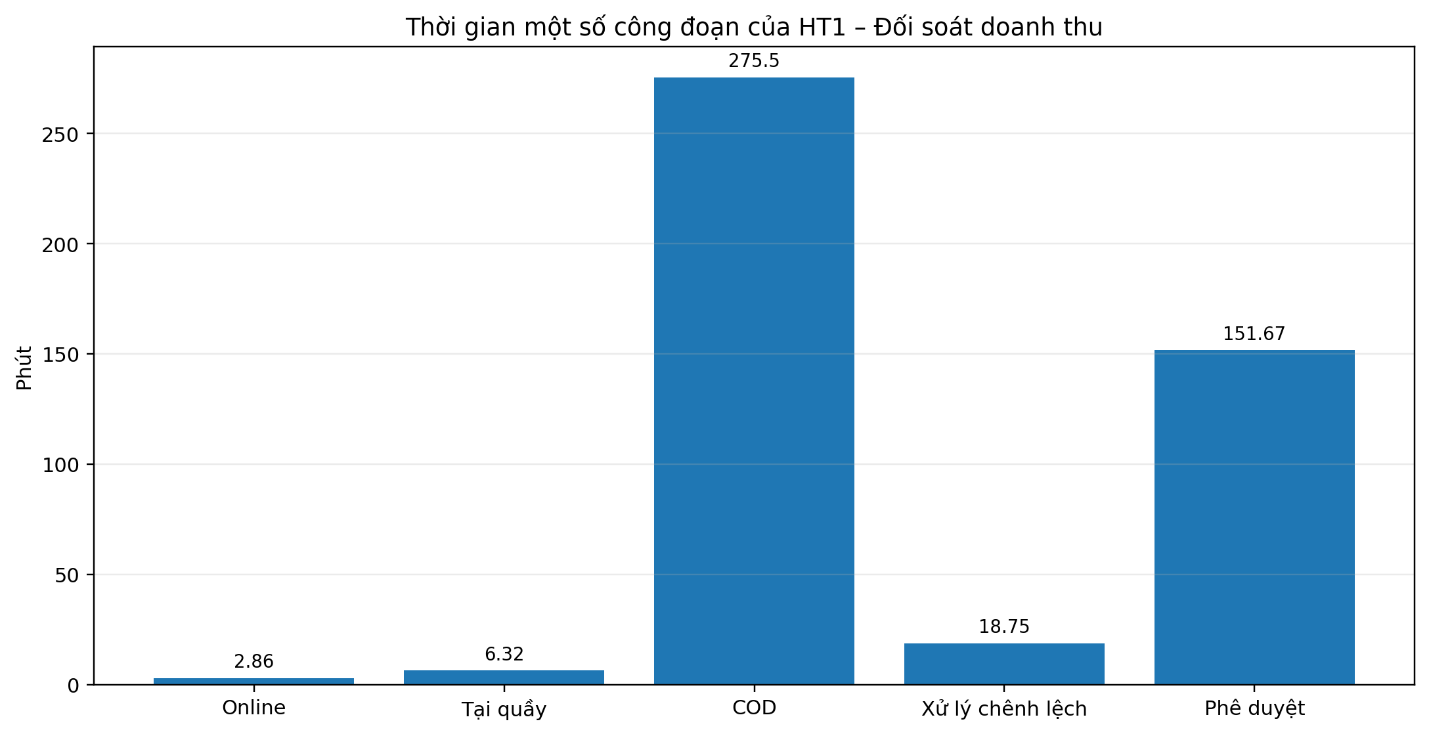 Thời gian một số công đoạn của HT1 – Đối soát doanh thu
Phút
250
200
150
100
50
0
2.86
6.32
275.5
18.75
151.67
Online
Tại quầy
COD
Xử lý chênh lệch
Phê duyệt